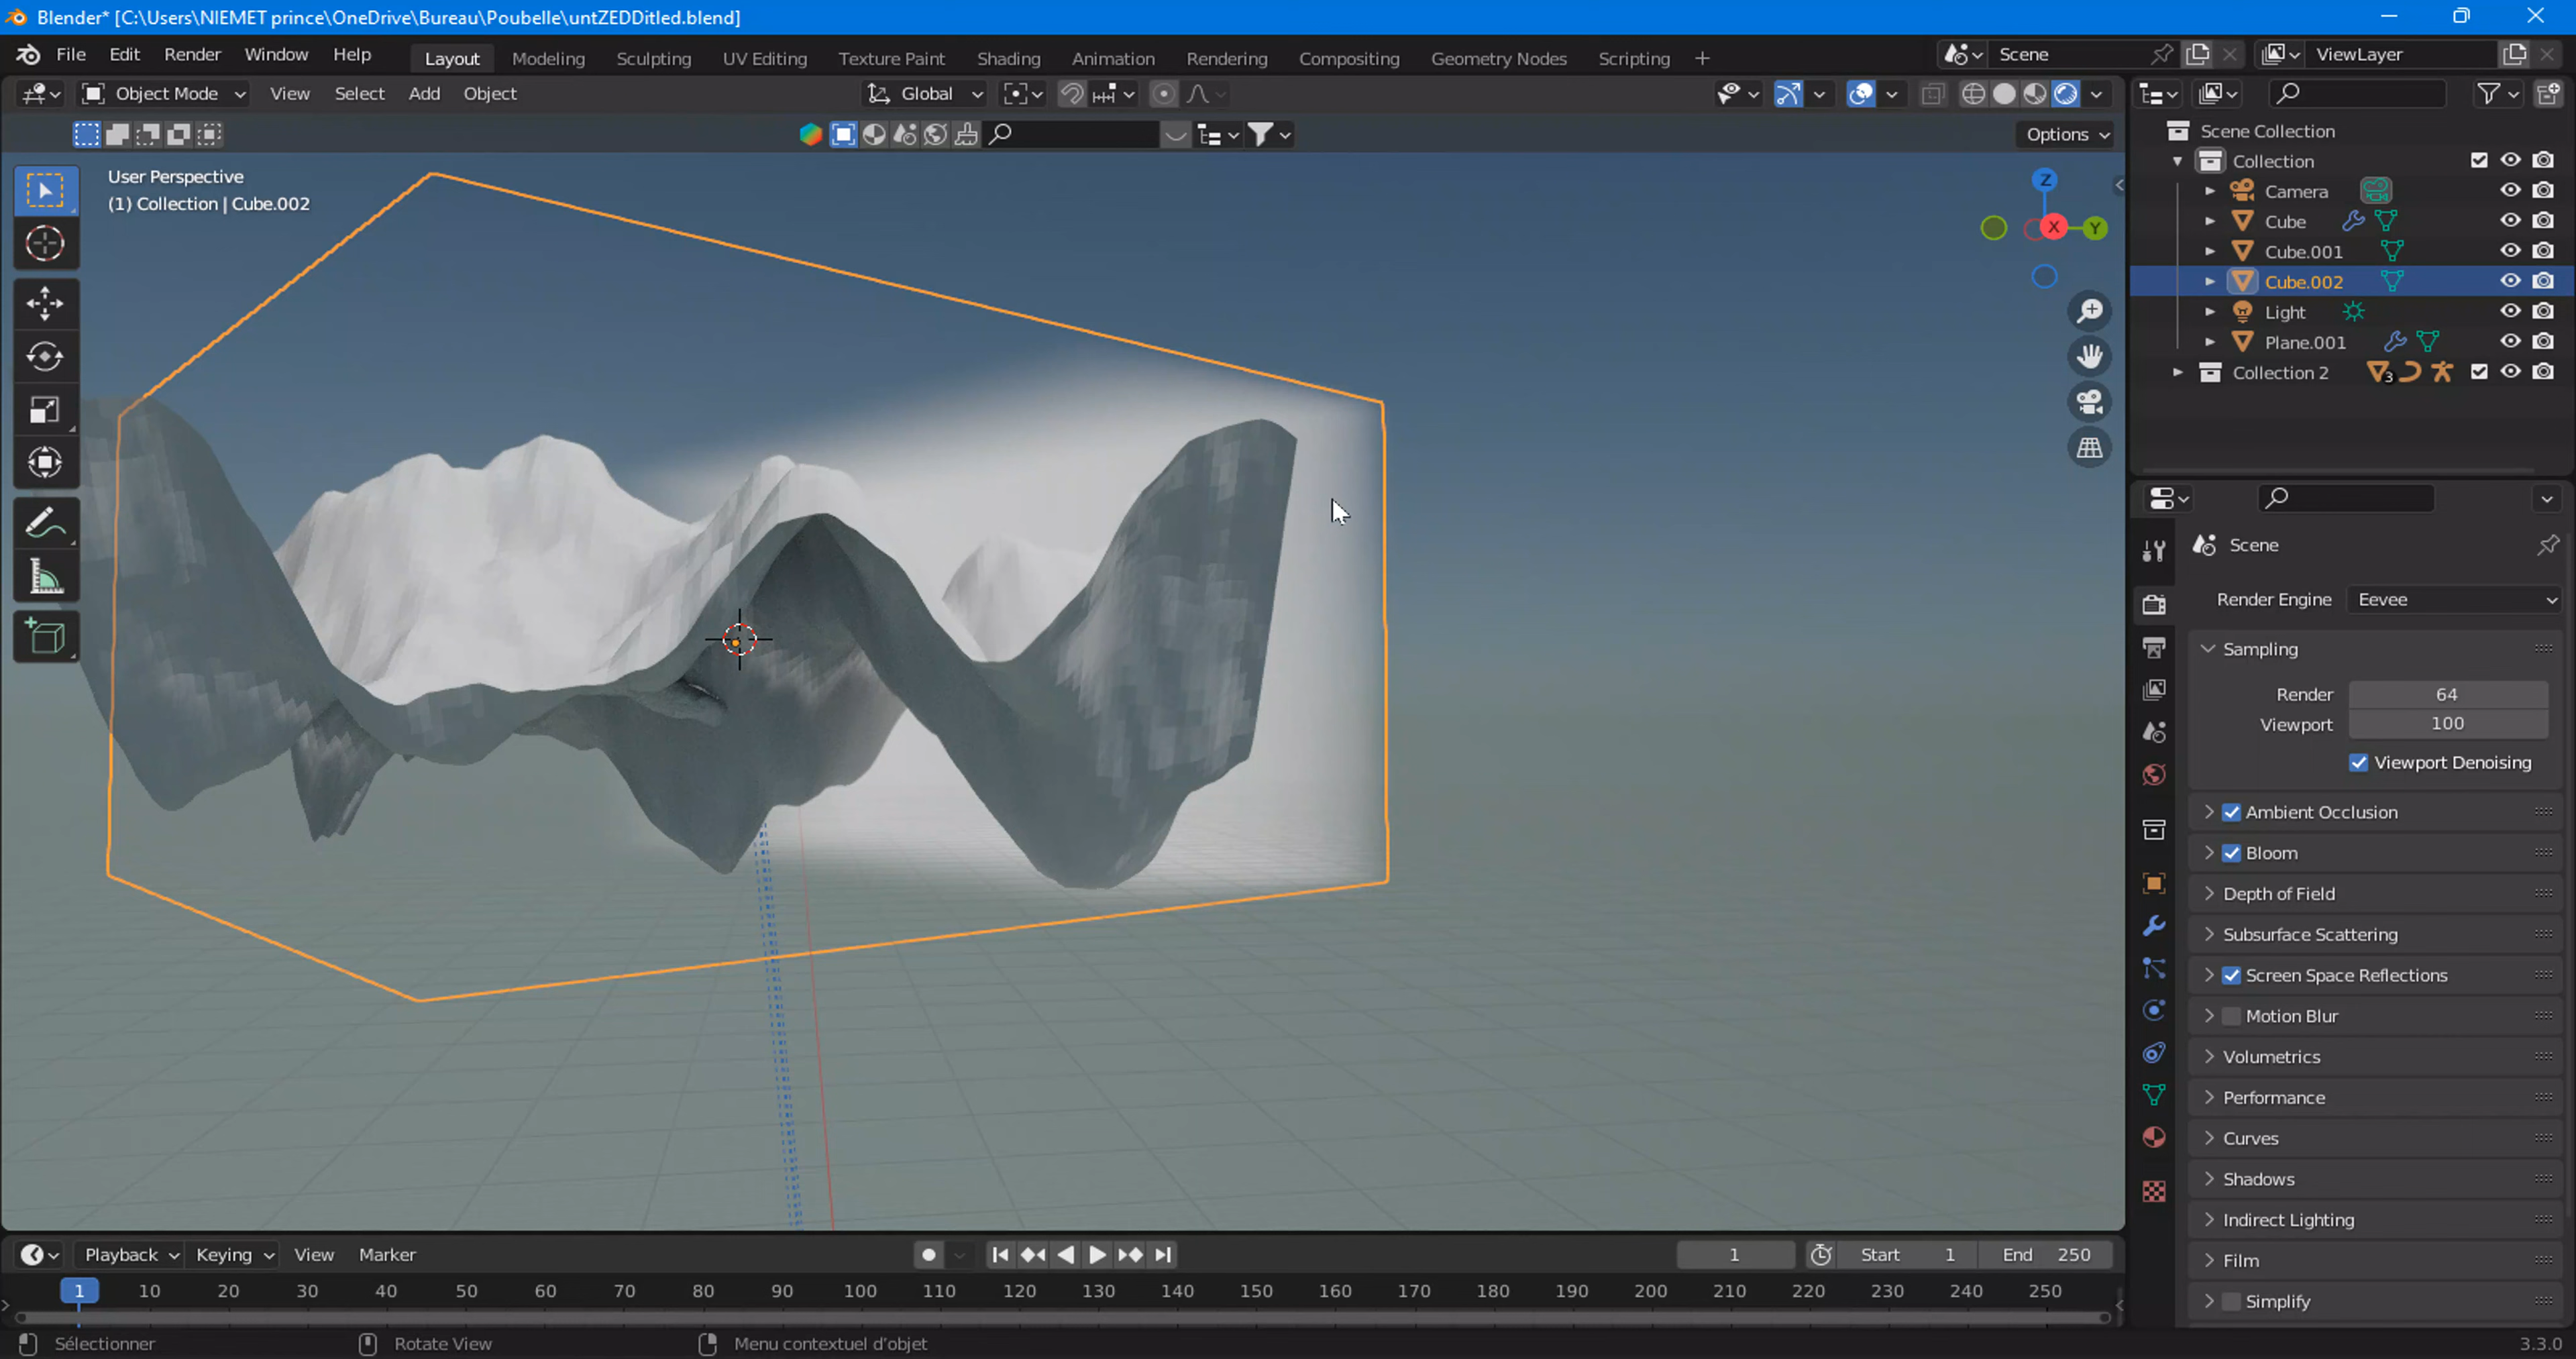 Blender* [C:\Users\NIEMET prince\OneDrive\Bureau\Poubelle\untZEDDitled.blend]
File Edit Render Window Help Layout Modeling Sculpting UV Editing Texture Paint Shading Animation Rendering Compositing Geometry Nodes Scripting + Scene ViewLayer
Object Mode View Select Add Object Global
Options
User Perspective
(1) Collection | Cube.002
Z
X
Y
Scene Collection
Collection
Camera
Cube
Cube.001
Cube.002
Light
Plane.001
Collection 2 3
Scene
Render Engine Eevee
Sampling
Render 64
Viewport 100
Viewport Denoising
Ambient Occlusion
Bloom
Depth of Field
Subsurface Scattering
Screen Space Reflections
Motion Blur
Volumetrics
Performance
Curves
Shadows
Indirect Lighting
Film
Simplify
Playback Keying View Marker 1 Start 1 End 250
1 10 20 30 40 50 60 70 80 90 100 110 120 130 140 150 160 170 180 190 200 210 220 230 240 250
Sélectionner Rotate View Menu contextuel d'objet 3.3.0